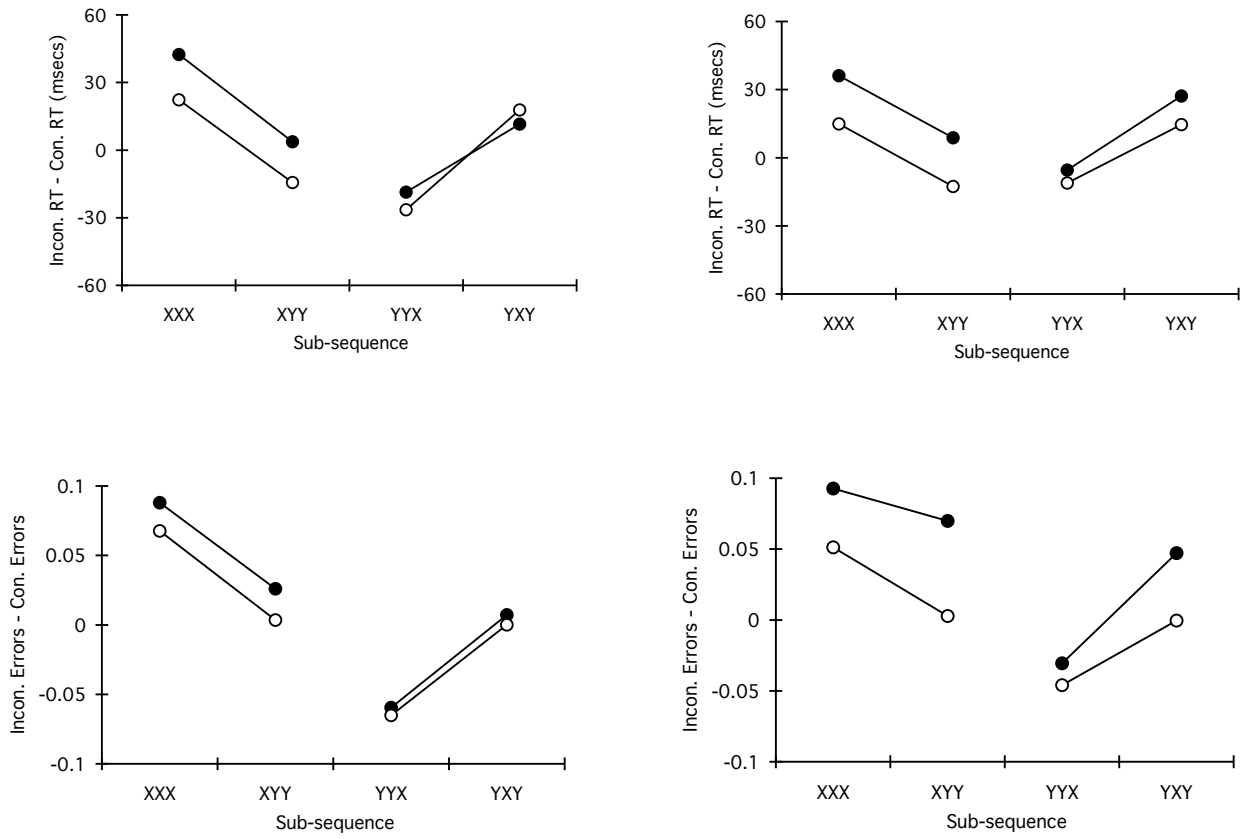 Incon. RT - Con. RT (msecs)
60
30
0
-30
-60
XXX XYY YYX YXY
Sub-sequence
Incon. RT - Con. RT (msecs)
60
30
0
-30
-60
XXX XYY YYX YXY
Sub-sequence
Incon. Errors - Con. Errors
0.1
0.05
0
-0.05
-0.1
XXX XYY YYX YXY
Sub-sequence
Incon. Errors - Con. Errors
0.1
0.05
0
-0.05
-0.1
XXX XYY YYX YXY
Sub-sequence